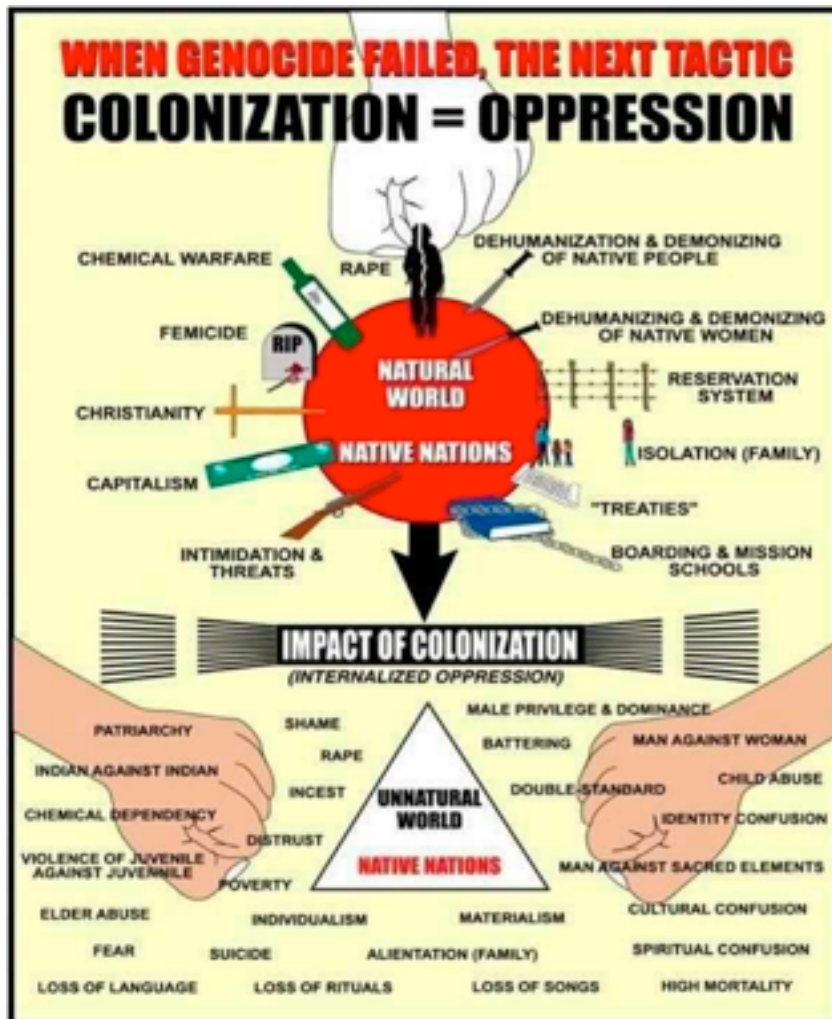 WHEN GENOCIDE FAILED, THE NEXT TACTIC
COLONIZATION = OPPRESSION
CHEMICAL WARFARE
RAPE
DEHUMANIZATION & DEMONIZING
OF NATIVE PEOPLE
FEMICIDE
RIP
DEHUMANIZING & DEMONIZING
OF NATIVE WOMEN
NATURAL
WORLD
NATIVE NATIONS
RESERVATION
SYSTEM
CHRISTIANITY
ISOLATION (FAMILY)
CAPITALISM
"TREATIES"
INTIMIDATION &
THREATS
BOARDING & MISSION
SCHOOLS
IMPACT OF COLONIZATION
(INTERNALIZED OPPRESSION)
PATRIARCHY
SHAME
MALE PRIVILEGE & DOMINANCE
RAPE
BATTERING
MAN AGAINST WOMAN
INDIAN AGAINST INDIAN
INCEST
DOUBLE-STANDARD
CHILD ABUSE
UNNATURAL
WORLD
NATIVE NATIONS
CHEMICAL DEPENDENCY
DISTRUST
IDENTITY CONFUSION
VIOLENCE OF JUVENILE
AGAINST JUVENNILE
POVERTY
MAN AGAINST SACRED ELEMENTS
ELDER ABUSE
INDIVIDUALISM
MATERIALISM
CULTURAL CONFUSION
FEAR
SUICIDE
ALIENTATION (FAMILY)
SPIRITUAL CONFUSION
LOSS OF LANGUAGE
LOSS OF RITUALS
LOSS OF SONGS
HIGH MORTALITY